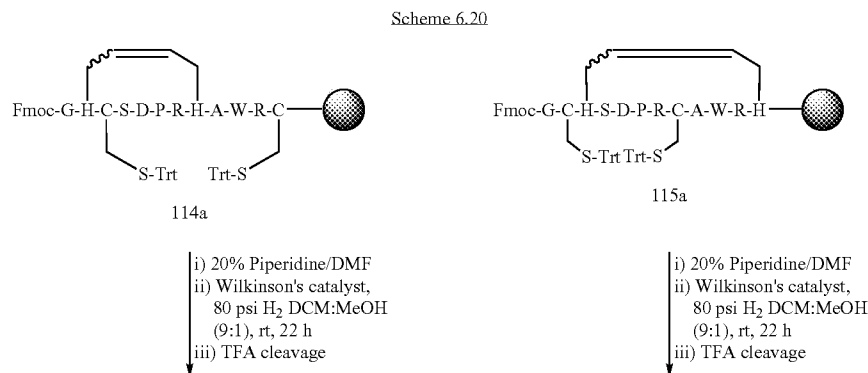 Scheme 6.20
Fmoc-G-H-C-S-D-P-R-H-A-W-R-C
S-Trt Trt-S
114a
Fmoc-G-C-H-S-D-P-R-C-A-W-R-H
S-Trt Trt-S
115a
i) 20% Piperidine/DMF
ii) Wilkinson's catalyst,
80 psi H2 DCM:MeOH
(9:1), rt, 22 h
iii) TFA cleavage
i) 20% Piperidine/DMF
ii) Wilkinson's catalyst,
80 psi H2 DCM:MeOH
(9:1), rt, 22 h
iii) TFA cleavage